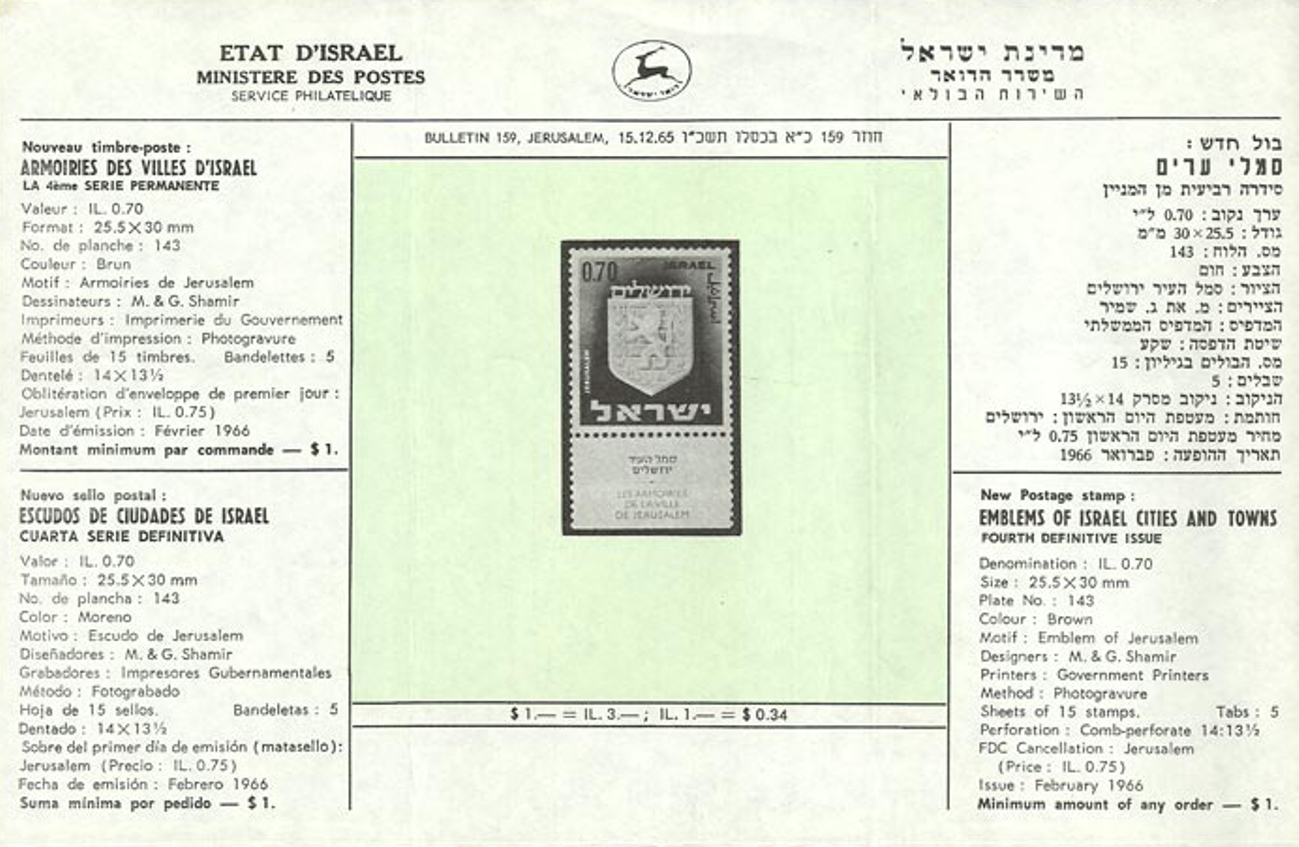 ETAT D'ISRAEL
MINISTERE DES POSTES
SERVICE PHILATELIQUE
דואר ישראל
מדינת ישראל
משרד הדואר
השירות הבולאי
BULLETIN 159, JERUSALEM, 15.12.65 חוזר 159 כ"א בכסלו תשכ"ו
Nouveau timbre-poste :
ARMOIRIES DES VILLES D'ISRAEL
LA 4ème SERIE PERMANENTE
Valeur : IL. 0.70
Format : 25.5×30 mm
No. de planche : 143
Couleur : Brun
Motif : Armoiries de Jerusalem
Dessinateurs : M. & G. Shamir
Imprimeurs : Imprimerie du Gouvernement
Méthode d'impression : Photogravure
Feuilles de 15 timbres. Bandelettes : 5
Dentelé : 14×13½
Oblitération d'enveloppe de premier jour :
Jerusalem (Prix : IL. 0.75)
Date d'émission : Février 1966
Montant minimum par commande — $ 1.
Nuevo sello postal :
ESCUDOS DE CIUDADES DE ISRAEL
CUARTA SERIE DEFINITIVA
Valor : IL. 0.70
Tamaño : 25.5×30 mm
No. de plancha : 143
Color : Moreno
Motivo : Escudo de Jerusalem
Diseñadores : M. & G. Shamir
Grabadores : Impresores Gubernamentales
Método : Fotograbado
Hoja de 15 sellos. Bandeletas : 5
Dentado : 14×13½
Sobre del primer día de emisión (matasello):
Jerusalem (Precio : IL. 0.75)
Fecha de emisión : Febrero 1966
Suma mínima por pedido — $ 1.
0.70 ISRAEL
ירושלים
JERUSALEM
ישראל
סמל העיר
ירושלים
LES ARMOIRIES
DE LA VILLE
DE JERUSALEM
$ 1.— = IL. 3.— ; IL. 1.— = $ 0.34
בול חדש :
סמלי ערים
סידרה רביעית מן המניין
ערך נקוב : 0.70 ל"י
גודל : 25.5×30 מ"מ
מס. הלוח : 143
הצבע : חום
הציור : סמל העיר ירושלים
הציירים : מ. את ג. שמיר
המדפיס : המדפיס הממשלתי
שיטת הדפסה : שקע
מס. הבולים בגיליון : 15
שבלים : 5
הניקוב : ניקוב מסרק 14×13½
חותמת : מעטפת היום הראשון : ירושלים
מחיר מעטפת היום הראשון 0.75 ל"י
תאריך ההופעה : פברואר 1966
New Postage stamp :
EMBLEMS OF ISRAEL CITIES AND TOWNS
FOURTH DEFINITIVE ISSUE
Denomination : IL. 0.70
Size : 25.5×30 mm
Plate No. : 143
Colour : Brown
Motif : Emblem of Jerusalem
Designers : M. & G. Shamir
Printers : Government Printers
Method : Photogravure
Sheets of 15 stamps. Tabs : 5
Perforation : Comb-perforate 14:13½
FDC Cancellation : Jerusalem
(Price : IL. 0.75)
Issue : February 1966
Minimum amount of any order — $ 1.